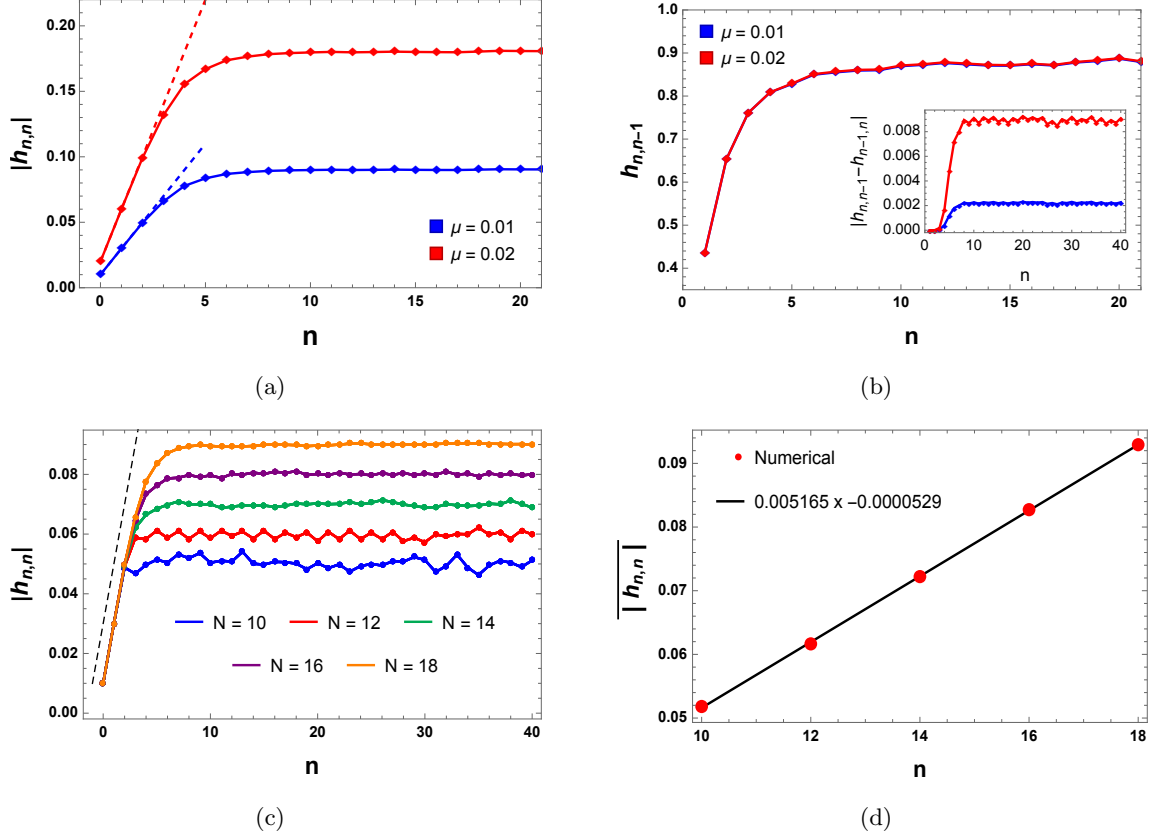 |h_{n,n}|
0.20
0.15
0.10
0.05
0.00
0 5 10 15 20
n
μ = 0.01
μ = 0.02
(a)
h_{n,n−1}
1.0
0.9
0.8
0.7
0.6
0.5
0.4
0 5 10 15 20
n
μ = 0.01
μ = 0.02
|h_{n,n−1} − h_{n−1,n}|
0.008
0.006
0.004
0.002
0.000
0 10 20 30 40
n
(b)
|h_{n,n}|
0.08
0.06
0.04
0.02
0.00
0 10 20 30 40
n
N = 10 N = 12 N = 14
N = 16 N = 18
(c)
| h_{n,n} |
0.09
0.08
0.07
0.06
0.05
10 12 14 16 18
n
Numerical
0.005165 x −0.0000529
(d)